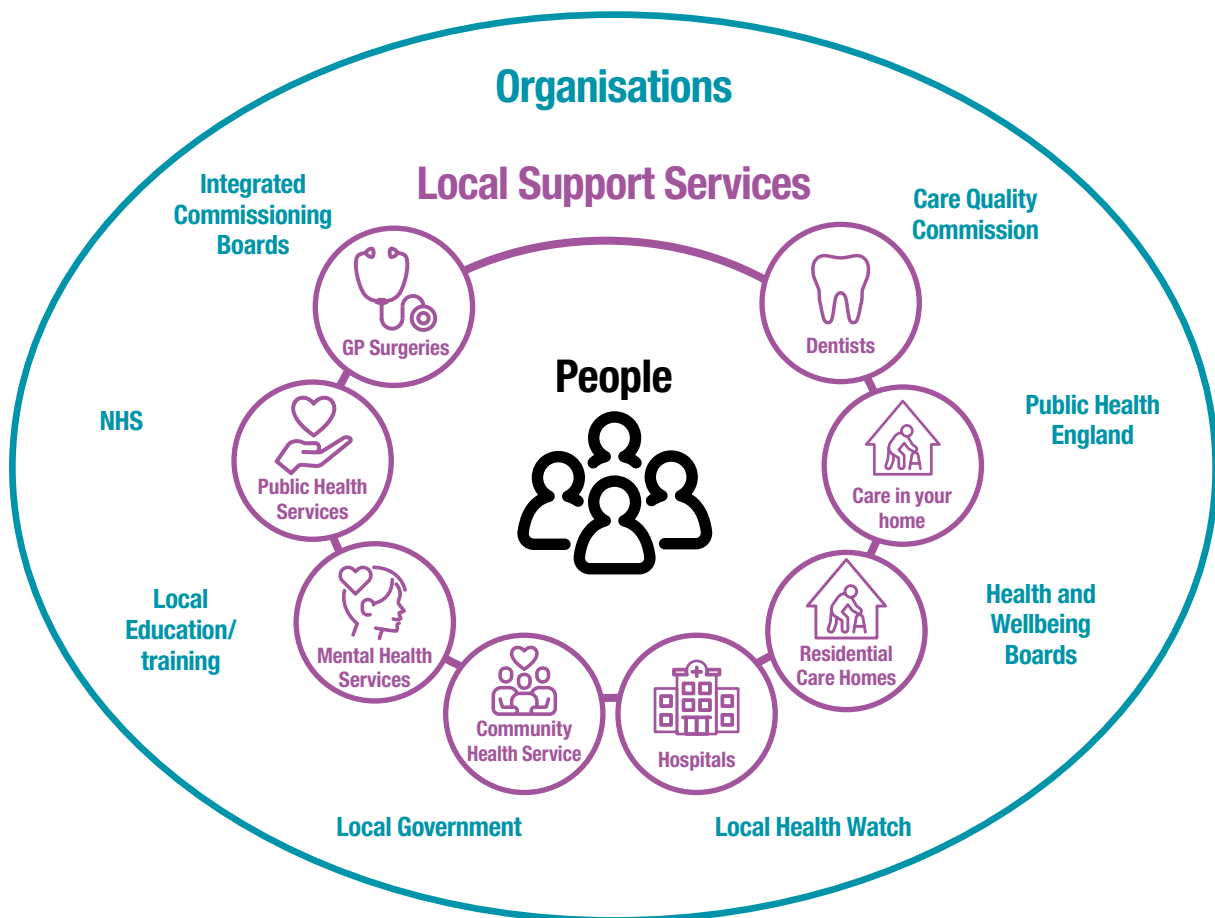 Organisations
Local Support Services
Integrated
Commissioning
Boards
Care Quality
Commission
GP Surgeries
Dentists
People
NHS
Public Health
England
Public Health
Services
Care in your
home
Local
Education/
training
Mental Health
Services
Residential
Care Homes
Health and
Wellbeing
Boards
Community
Health Service
Hospitals
Local Government
Local Health Watch